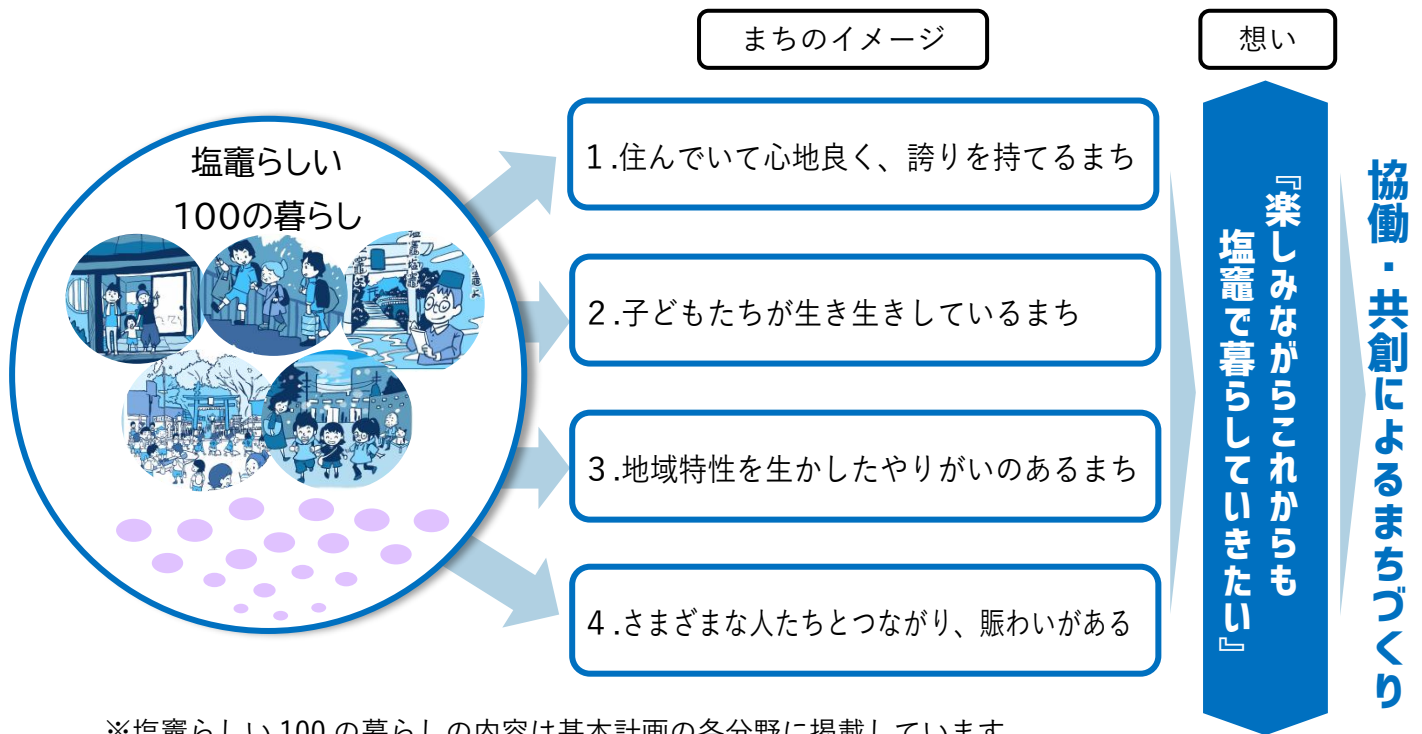 まちのイメージ
想い
塩竈らしい
100の暮らし
1.住んでいて心地良く、誇りを持てるまち
2.子どもたちが生き生きしているまち
3.地域特性を生かしたやりがいのあるまち
4.さまざまな人たちとつながり、賑わいがある
『楽しみながらこれからも
塩竈で暮らしていきたい』
協働・共創によるまちづくり
※塩竈らしい 100 の暮らしの内容は基本計画の各分野に掲載しています